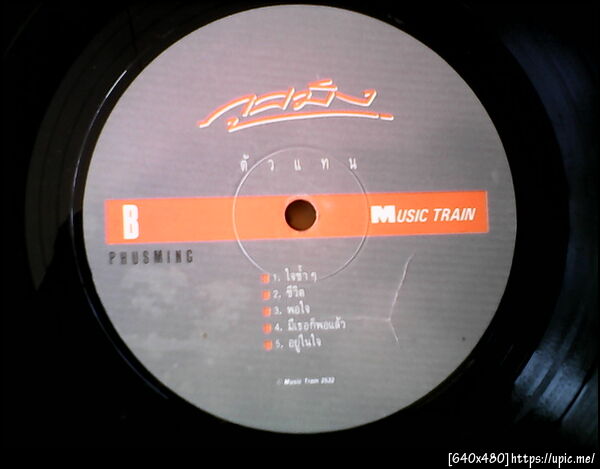 ภูสมิง
ตัวแทน
B
MUSIC TRAIN
PHUSMING
1. ใจช้ำๆ
2. ชีวิต
3. พอใจ
4. มีเธอก็พอแล้ว
5. อยู่ในใจ
© Music Train 2532
[640x480]https://upic.me/